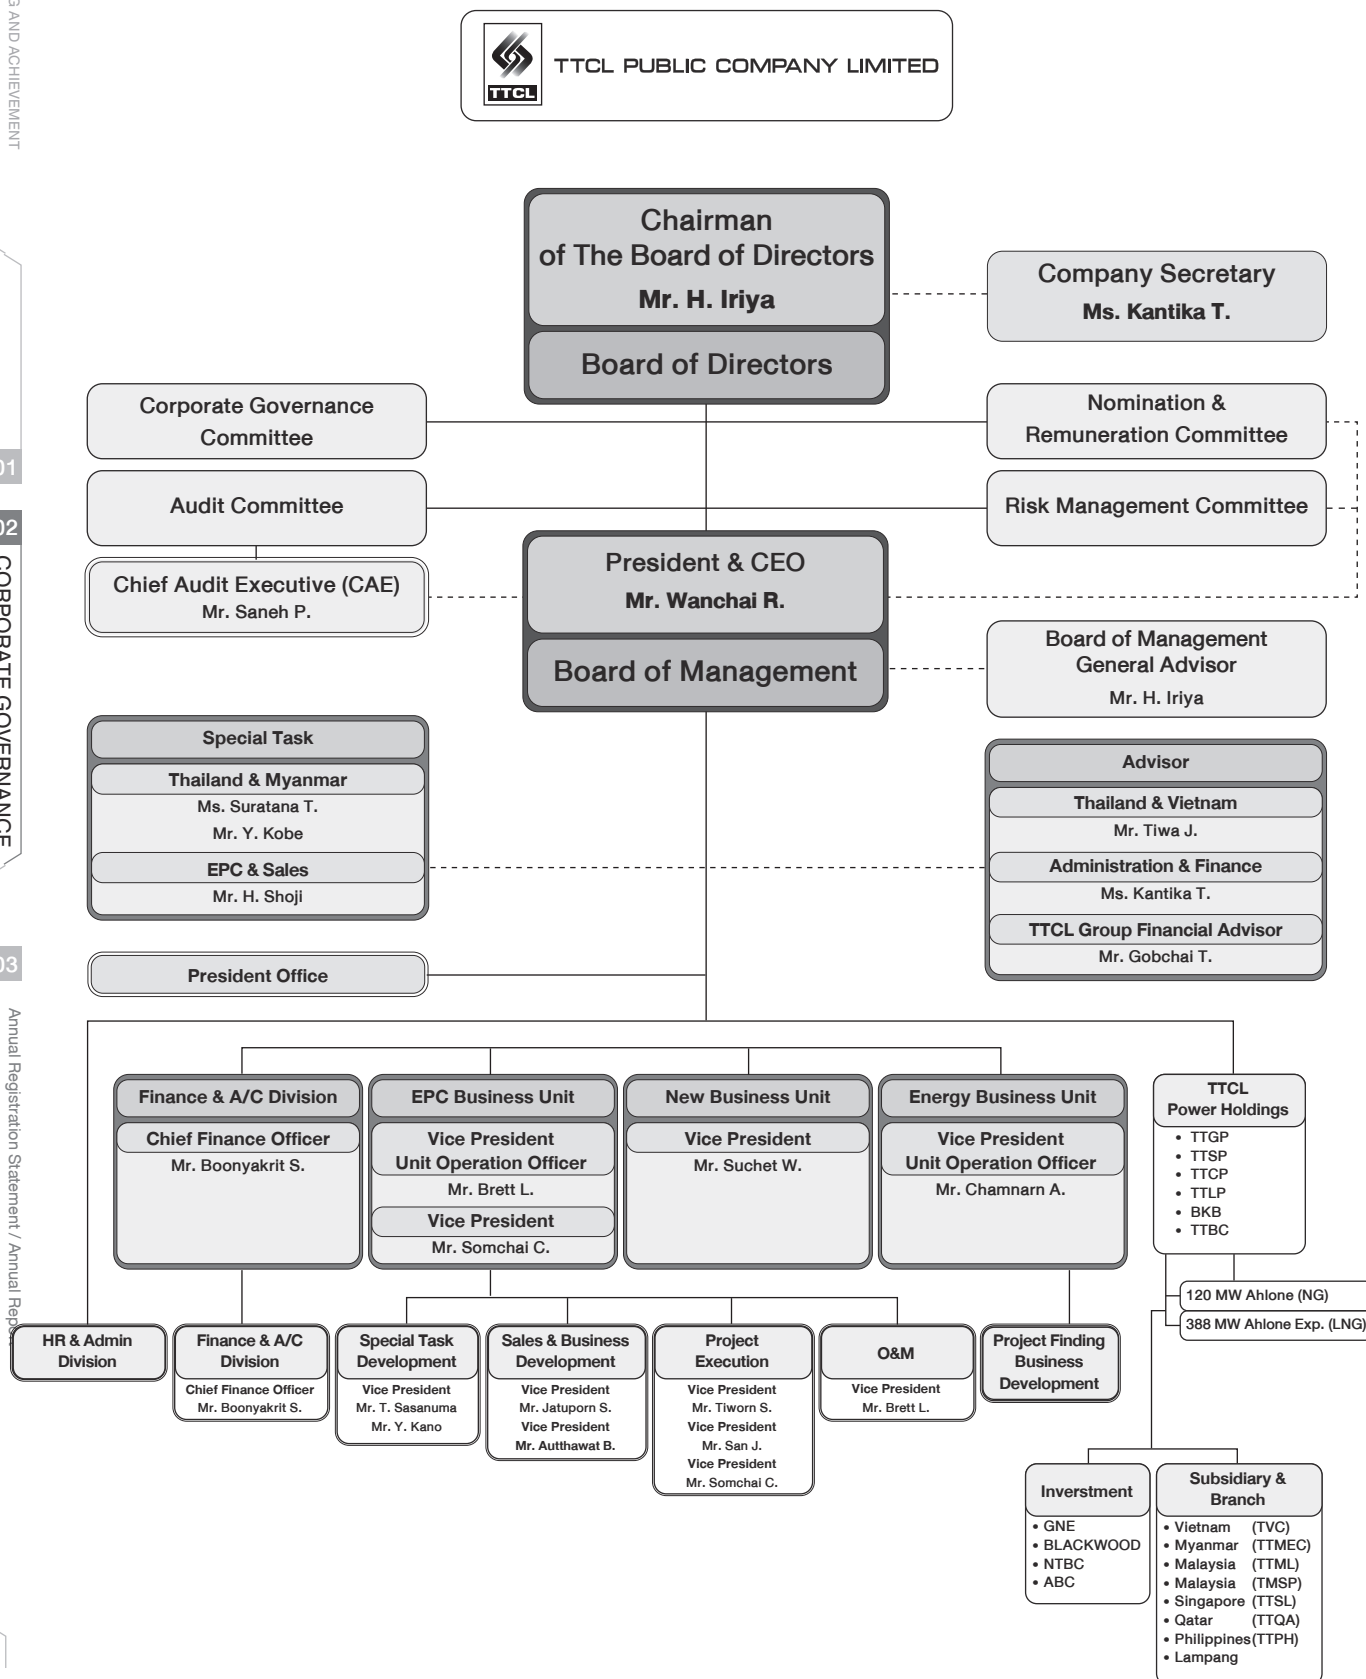 G AND ACHIEVEMENT
01
02
CORPORATE GOVERNANCE
03
Annual Registration Statement / Annual Repor
TTCL
TTCL PUBLIC COMPANY LIMITED
Chairman
of The Board of Directors
Mr. H. Iriya
Board of Directors
Company Secretary
Ms. Kantika T.
Corporate Governance
Committee
Nomination &
Remuneration Committee
Audit Committee
Risk Management Committee
Chief Audit Executive (CAE)
Mr. Saneh P.
President & CEO
Mr. Wanchai R.
Board of Management
Board of Management
General Advisor
Mr. H. Iriya
Special Task
Thailand & Myanmar
Ms. Suratana T.
Mr. Y. Kobe
EPC & Sales
Mr. H. Shoji
Advisor
Thailand & Vietnam
Mr. Tiwa J.
Administration & Finance
Ms. Kantika T.
TTCL Group Financial Advisor
Mr. Gobchai T.
President Office
Finance & A/C Division
Chief Finance Officer
Mr. Boonyakrit S.
EPC Business Unit
Vice President
Unit Operation Officer
Mr. Brett L.
Vice President
Mr. Somchai C.
New Business Unit
Vice President
Mr. Suchet W.
Energy Business Unit
Vice President
Unit Operation Officer
Mr. Chamnarn A.
TTCL
Power Holdings
• TTGP
• TTSP
• TTCP
• TTLP
• BKB
• TTBC
120 MW Ahlone (NG)
388 MW Ahlone Exp. (LNG)
HR & Admin
Division
Finance & A/C
Division
Chief Finance Officer
Mr. Boonyakrit S.
Special Task
Development
Vice President
Mr. T. Sasanuma
Mr. Y. Kano
Sales & Business
Development
Vice President
Mr. Jatuporn S.
Vice President
Mr. Autthawat B.
Project
Execution
Vice President
Mr. Tiworn S.
Vice President
Mr. San J.
Vice President
Mr. Somchai C.
O&M
Vice President
Mr. Brett L.
Project Finding
Business
Development
Inverstment
• GNE
• BLACKWOOD
• NTBC
• ABC
Subsidiary &
Branch
• Vietnam (TVC)
• Myanmar (TTMEC)
• Malaysia (TTML)
• Malaysia (TMSP)
• Singapore (TTSL)
• Qatar (TTQA)
• Philippines (TTPH)
• Lampang